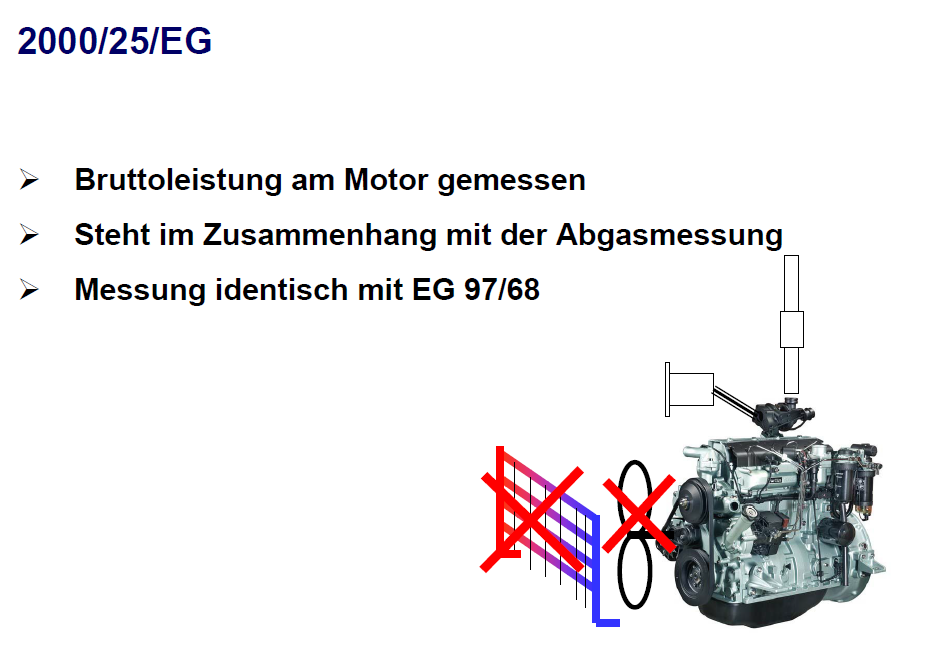 2000/25/EG
Bruttoleistung am Motor gemessen
Steht im Zusammenhang mit der Abgasmessung
Messung identisch mit EG 97/68